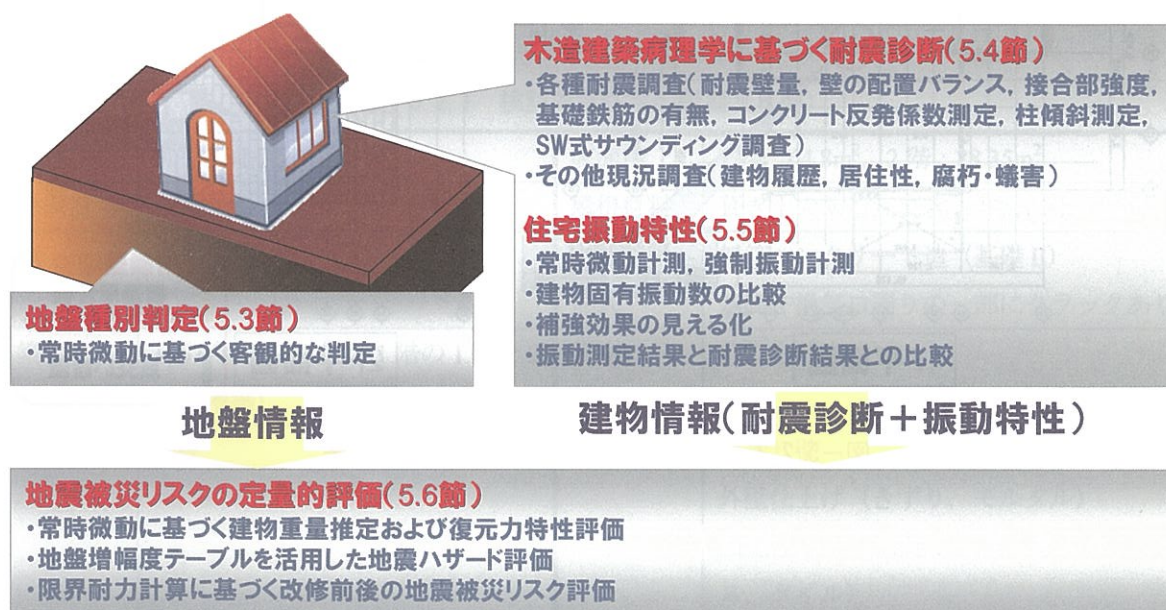 木造建築病理学に基づく耐震診断(5.4節)
・各種耐震調査(耐震壁量, 壁の配置バランス, 接合部強度,
基礎鉄筋の有無, コンクリート反発係数測定, 柱傾斜測定,
SW式サウンディング調査)
・その他現況調査(建物履歴, 居住性, 腐朽・蟻害)
住宅振動特性(5.5節)
・常時微動計測, 強制振動計測
・建物固有振動数の比較
・補強効果の見える化
・振動測定結果と耐震診断結果との比較
地盤種別判定(5.3節)
・常時微動に基づく客観的な判定
地盤情報
建物情報(耐震診断+振動特性)
地震被災リスクの定量的評価(5.6節)
・常時微動に基づく建物重量推定および復元力特性評価
・地盤増幅度テーブルを活用した地震ハザード評価
・限界耐力計算に基づく改修前後の地震被災リスク評価